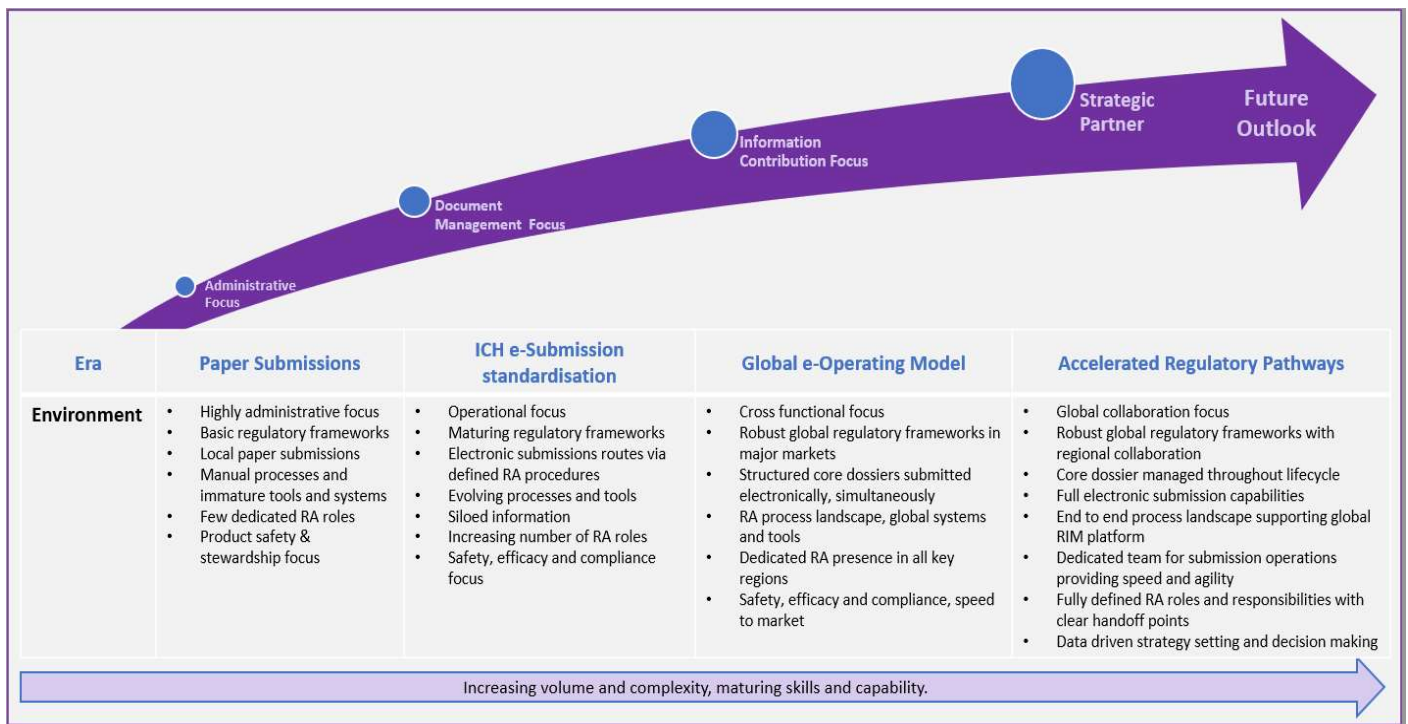 Administrative
Focus
Document
Management Focus
Information
Contribution Focus
Strategic
Partner
Future
Outlook
Era
Paper Submissions
ICH e-Submission
standardisation
Global e-Operating Model
Accelerated Regulatory Pathways
Environment
• Highly administrative focus
• Basic regulatory frameworks
• Local paper submissions
• Manual processes and
immature tools and systems
• Few dedicated RA roles
• Product safety &
stewardship focus
• Operational focus
• Maturing regulatory frameworks
• Electronic submissions routes via
defined RA procedures
• Evolving processes and tools
• Siloed information
• Increasing number of RA roles
• Safety, efficacy and compliance
focus
• Cross functional focus
• Robust global regulatory frameworks in
major markets
• Structured core dossiers submitted
electronically, simultaneously
• RA process landscape, global systems
and tools
• Dedicated RA presence in all key
regions
• Safety, efficacy and compliance, speed
to market
• Global collaboration focus
• Robust global regulatory frameworks with
regional collaboration
• Core dossier managed throughout lifecycle
• Full electronic submission capabilities
• End to end process landscape supporting global
RIM platform
• Dedicated team for submission operations
providing speed and agility
• Fully defined RA roles and responsibilities with
clear handoff points
• Data driven strategy setting and decision making
Increasing volume and complexity, maturing skills and capability.